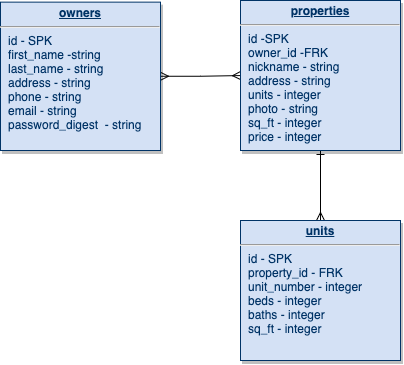 owners
id - SPK
first_name -string
last_name - string
address - string
phone - string
email - string
password_digest - string
properties
id -SPK
owner_id -FRK
nickname - string
address - string
units - integer
photo - string
sq_ft - integer
price - integer
units
id - SPK
property_id - FRK
unit_number - integer
beds - integer
baths - integer
sq_ft - integer